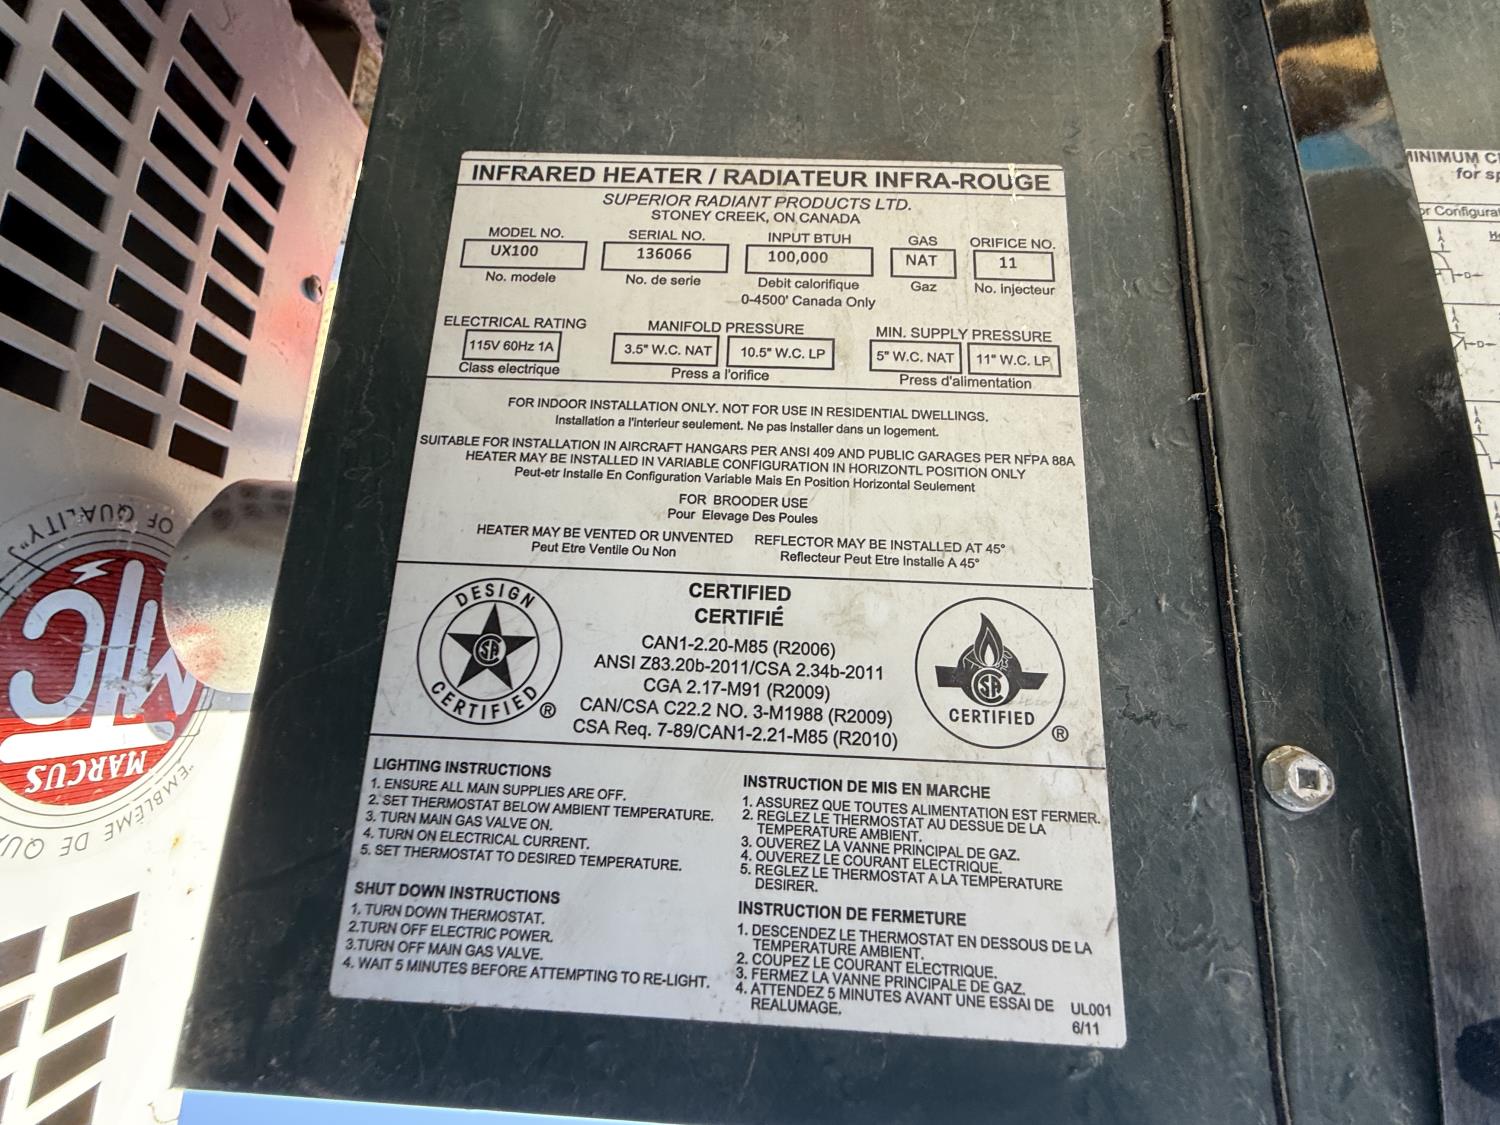 INFRARED HEATER / RADIATEUR INFRA-ROUGE
SUPERIOR RADIANT PRODUCTS LTD.
STONEY CREEK, ON CANADA
MODEL NO. SERIAL NO. INPUT BTUH GAS ORIFICE NO.
UX100 136066 100,000 NAT 11
No. modele No. de serie Debit calorifique Gaz No. injecteur
0-4500' Canada Only
ELECTRICAL RATING MANIFOLD PRESSURE MIN. SUPPLY PRESSURE
115V 60Hz 1A 3.5" W.C. NAT 10.5" W.C. LP 5" W.C. NAT 11" W.C. LP
Class electrique Press a l'orifice Press d'alimentation
FOR INDOOR INSTALLATION ONLY. NOT FOR USE IN RESIDENTIAL DWELLINGS.
Installation a l'interieur seulement. Ne pas installer dans un logement.
SUITABLE FOR INSTALLATION IN AIRCRAFT HANGARS PER ANSI 409 AND PUBLIC GARAGES PER NFPA 88A
HEATER MAY BE INSTALLED IN VARIABLE CONFIGURATION IN HORIZONTL POSITION ONLY
Peut-etr Installe En Configuration Variable Mais En Position Horizontal Seulement
FOR BROODER USE
Pour Elevage Des Poules
HEATER MAY BE VENTED OR UNVENTED REFLECTOR MAY BE INSTALLED AT 45°
Peut Etre Ventile Ou Non Reflecteur Peut Etre Installe A 45°
DESIGN
CSA
CERTIFIED ®
CERTIFIED
CERTIFIÉ
CAN1-2.20-M85 (R2006)
ANSI Z83.20b-2011/CSA 2.34b-2011
CGA 2.17-M91 (R2009)
CAN/CSA C22.2 NO. 3-M1988 (R2009)
CSA Req. 7-89/CAN1-2.21-M85 (R2010)
CSA
CERTIFIED ®
LIGHTING INSTRUCTIONS
1. ENSURE ALL MAIN SUPPLIES ARE OFF.
2. SET THERMOSTAT BELOW AMBIENT TEMPERATURE.
3. TURN MAIN GAS VALVE ON.
4. TURN ON ELECTRICAL CURRENT.
5. SET THERMOSTAT TO DESIRED TEMPERATURE.
SHUT DOWN INSTRUCTIONS
1. TURN DOWN THERMOSTAT.
2.TURN OFF ELECTRIC POWER.
3.TURN OFF MAIN GAS VALVE.
4. WAIT 5 MINUTES BEFORE ATTEMPTING TO RE-LIGHT.
INSTRUCTION DE MIS EN MARCHE
1. ASSUREZ QUE TOUTES ALIMENTATION EST FERMER.
2. REGLEZ LE THERMOSTAT AU DESSUE DE LA
TEMPERATURE AMBIENT.
3. OUVEREZ LA VANNE PRINCIPAL DE GAZ.
4. OUVEREZ LE COURANT ELECTRIQUE.
5. REGLEZ LE THERMOSTAT A LA TEMPERATURE
DESIRER.
INSTRUCTION DE FERMETURE
1. DESCENDEZ LE THERMOSTAT EN DESSOUS DE LA
TEMPERATURE AMBIENT.
2. COUPEZ LE COURANT ELECTRIQUE.
3. FERMEZ LA VANNE PRINCIPALE DE GAZ.
4. ATTENDEZ 5 MINUTES AVANT UNE ESSAI DE
REALUMAGE.
UL001
6/11
OF QUALITY"
MARCUS
"EMBLÈME DE
MINIMUM
for